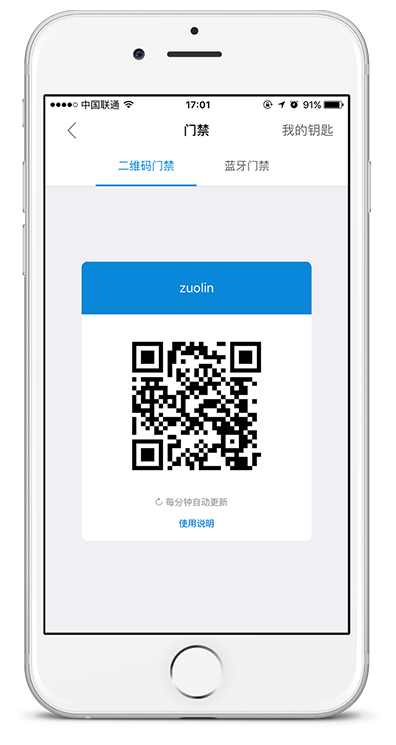 中国联通 17:01 91%
门禁 我的钥匙
二维码门禁 蓝牙门禁
zuolin
每分钟自动更新
使用说明